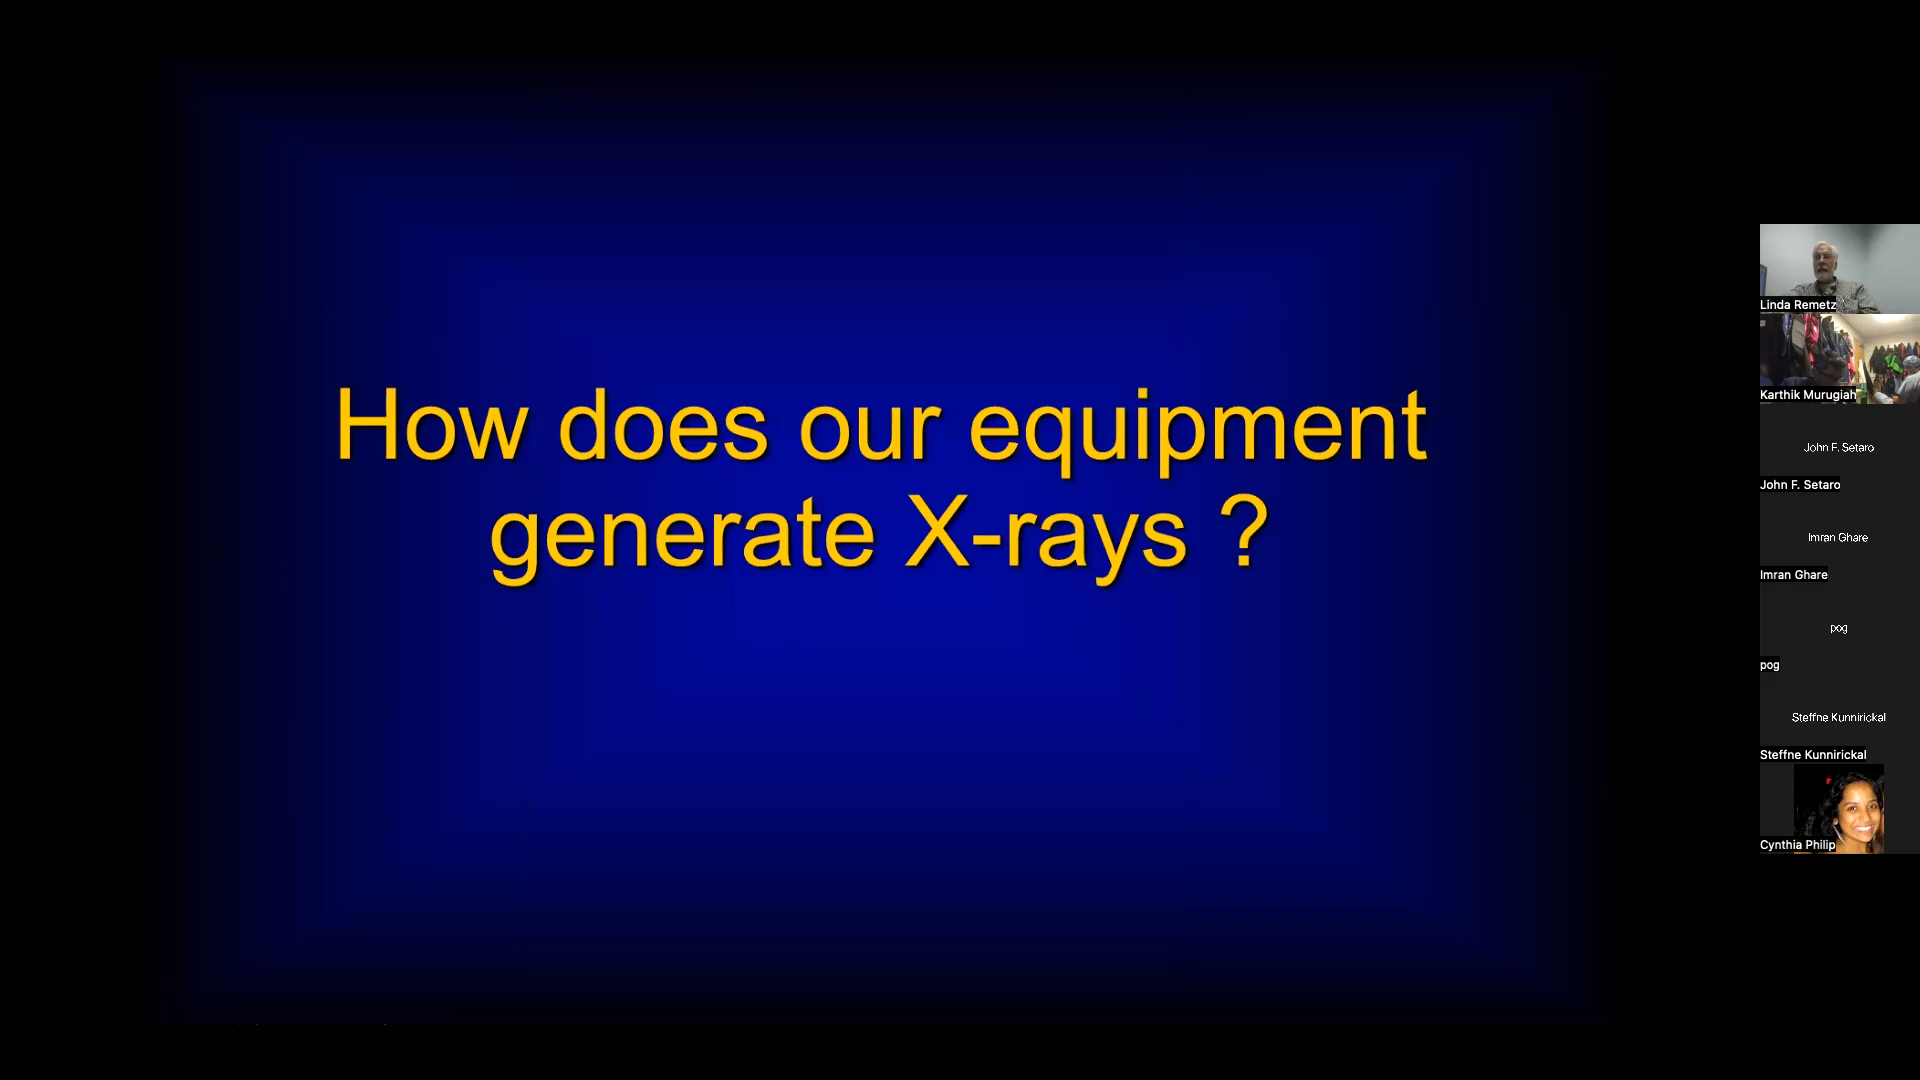 How does our equipment
generate X-rays ?
Linda Remetz
Karthik Murugiah
John F. Setaro
John F. Setaro
Imran Ghare
Imran Ghare
pog
pog
Steffne Kunnirickal
Steffne Kunnirickal
Cynthia Philip